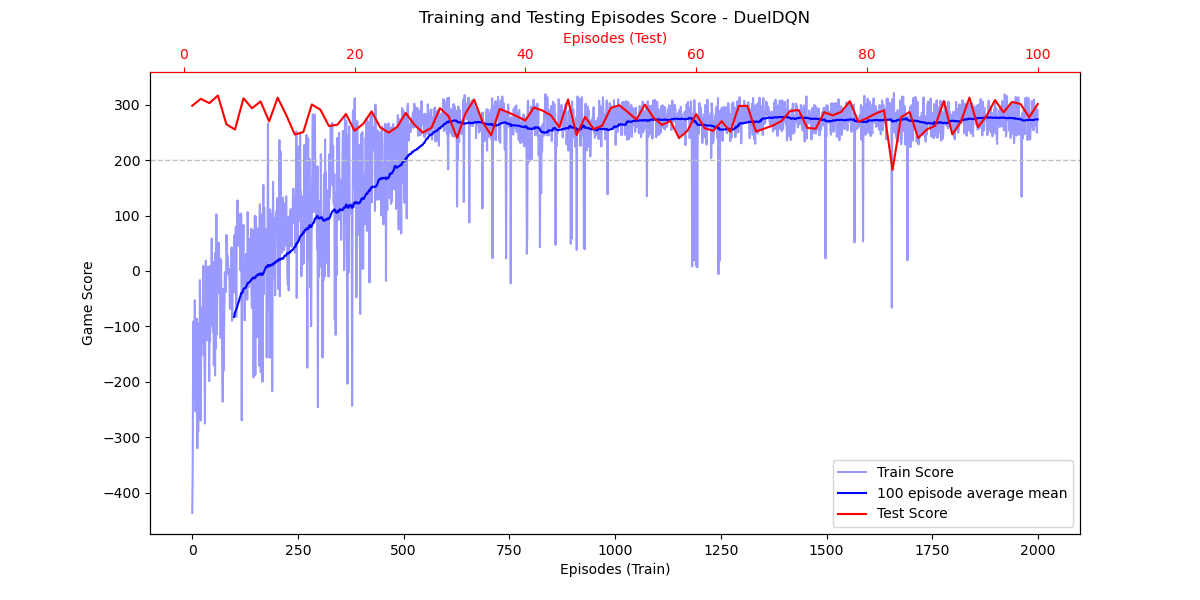 Training and Testing Episodes Score - DuelDQN
Episodes (Test)
0 20 40 60 80 100
300
200
100
0
−100
−200
−300
−400
Game Score
Train Score
100 episode average mean
Test Score
0 250 500 750 1000 1250 1500 1750 2000
Episodes (Train)